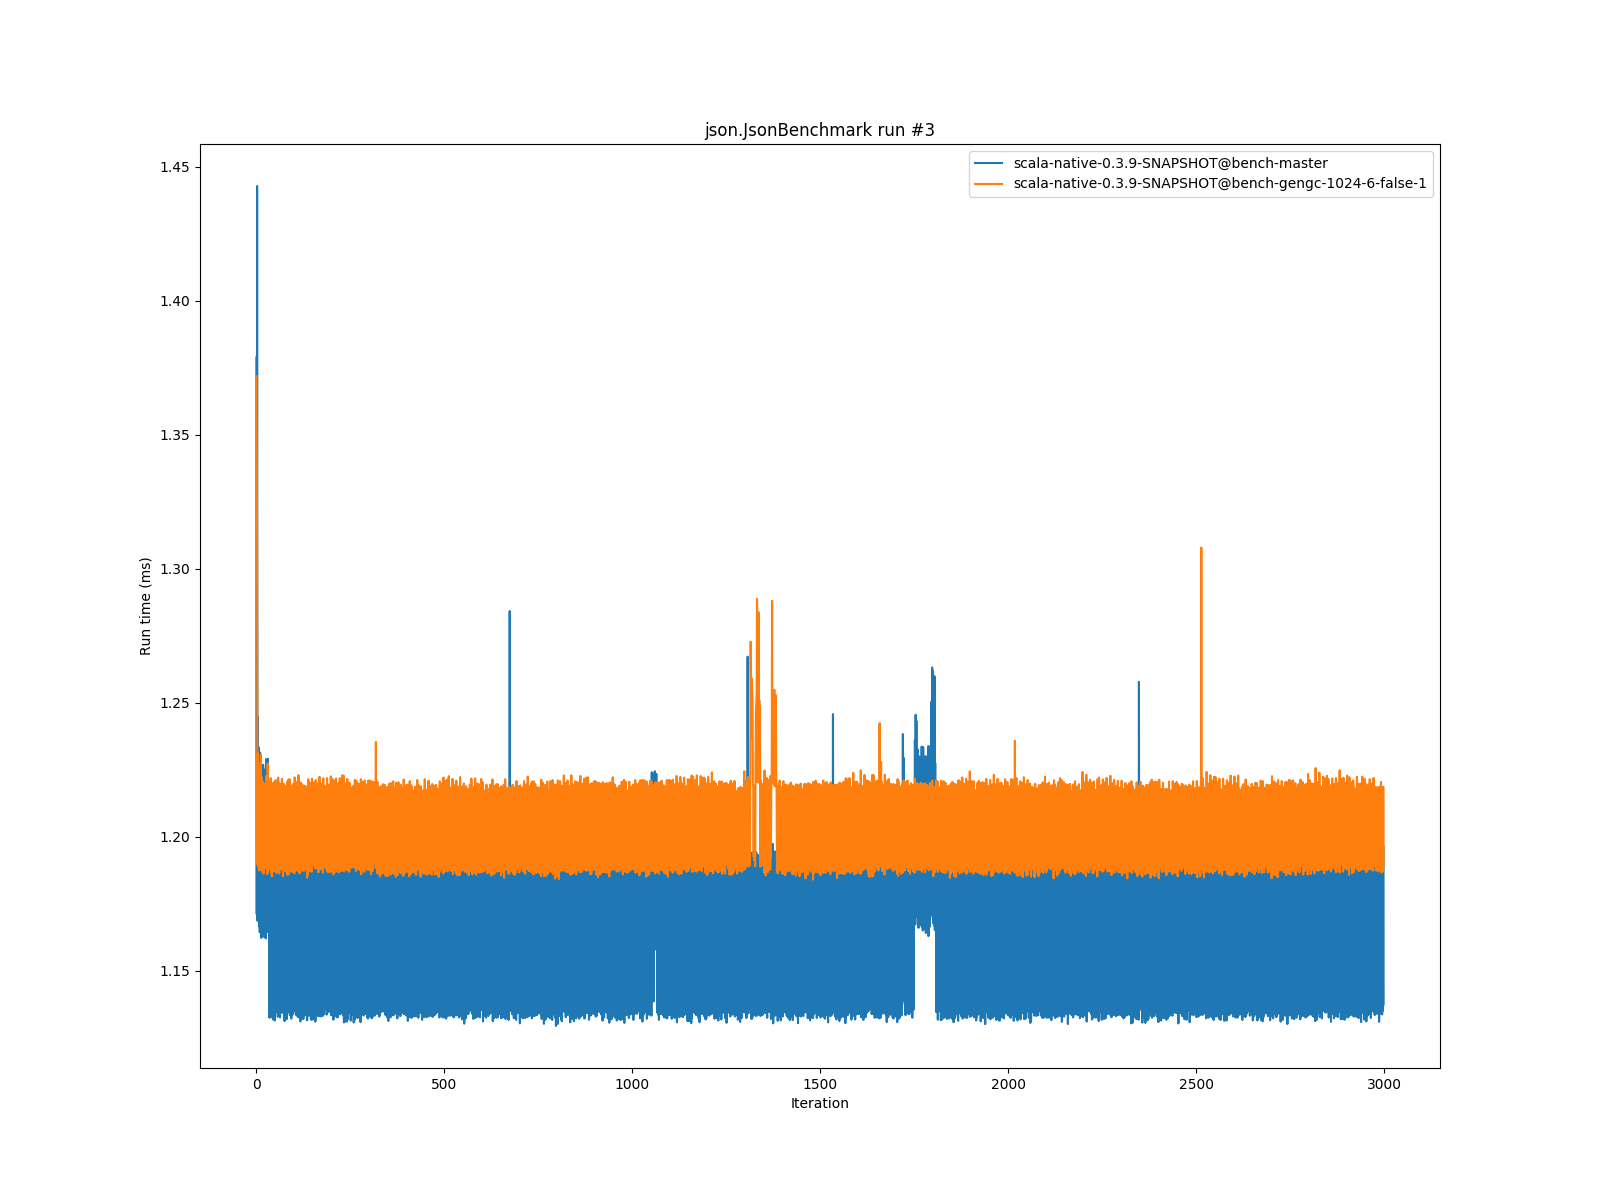 json.JsonBenchmark run #3
scala-native-0.3.9-SNAPSHOT@bench-master
scala-native-0.3.9-SNAPSHOT@bench-gengc-1024-6-false-1
Run time (ms)
1.45
1.40
1.35
1.30
1.25
1.20
1.15
0
500
1000
1500
2000
2500
3000
Iteration